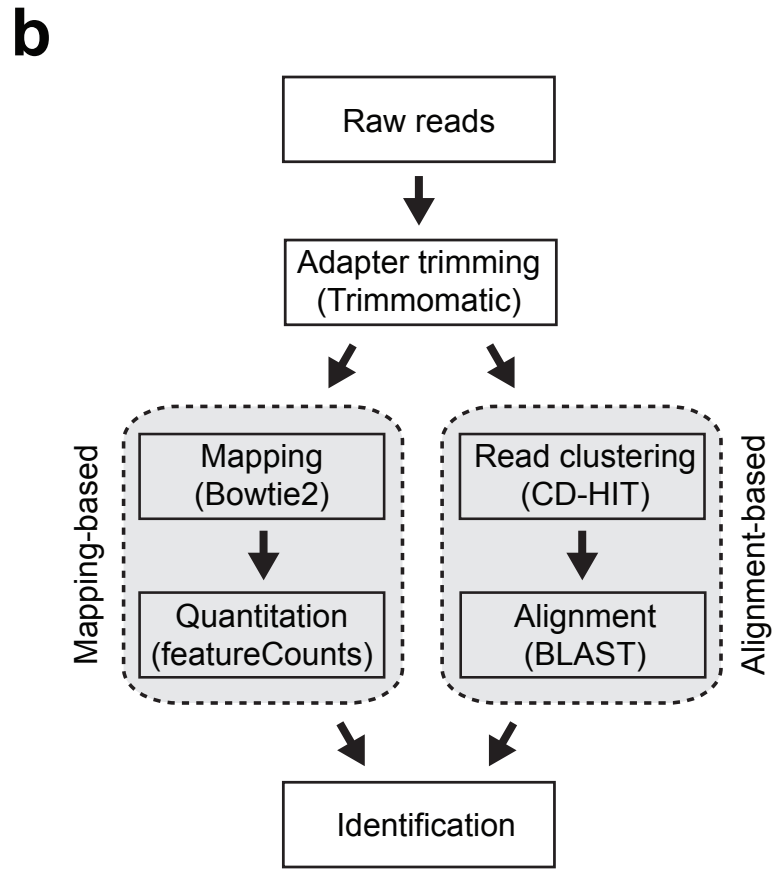 b
Raw reads
Adapter trimming
(Trimmomatic)
Mapping-based
Mapping
(Bowtie2)
Quantitation
(featureCounts)
Read clustering
(CD-HIT)
Alignment
(BLAST)
Alignment-based
Identification